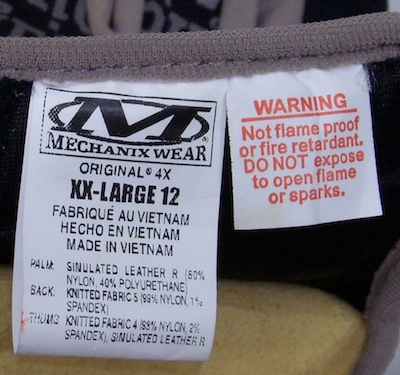 MECHANIX WEAR
ORIGINAL® 4X
XX-LARGE 12
FABRIQUÉ AU VIETNAM
HECHO EN VIETNAM
MADE IN VIETNAM
PALM: SIMULATED LEATHER R (60%
NYLON, 40% POLYURETHANE)
BACK: KNITTED FABRIC 5 (99% NYLON, 1%
SPANDEX)
THUMB: KNITTED FABRIC 4 (98% NYLON, 2%
SPANDEX), SIMULATED LEATHER R
WARNING
Not flame proof
or fire retardant.
DO NOT expose
to open flame
or sparks.